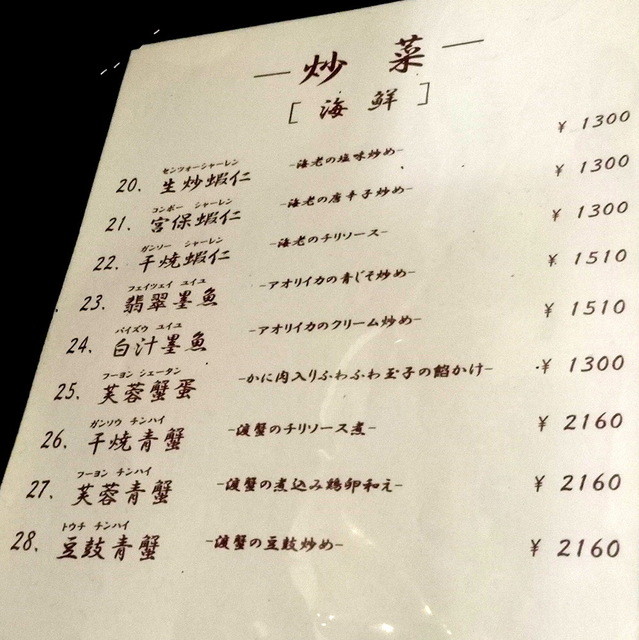 炒 菜
[海鮮]
センツォーシャーレン
20. 生炒蝦仁 -海老の塩味炒め- ¥1300
コンボー シャーレン
21. 宮保蝦仁 -海老の唐辛子炒め- ¥1300
ガンソー シャーレン
22. 干焼蝦仁 -海老のチリソース- ¥1300
フェイツェイ ユイユ
23. 翡翠墨魚 -アオリイカの青じそ炒め- ¥1510
バイズウ ユイユ
24. 白汁墨魚 -アオリイカのクリーム炒め- ¥1510
フーヨン シェータン
25. 芙蓉蟹蛋 -かに肉入りふわふわ玉子の餡かけ- ¥1300
ガンソウ チンハイ
26. 干焼青蟹 -渡蟹のチリソース煮- ¥2160
フーヨン チンハイ
27. 芙蓉青蟹 -渡蟹の煮込み鶏卵和え- ¥2160
トウチ チンハイ
28. 豆鼓青蟹 -渡蟹の豆鼓炒め- ¥2160